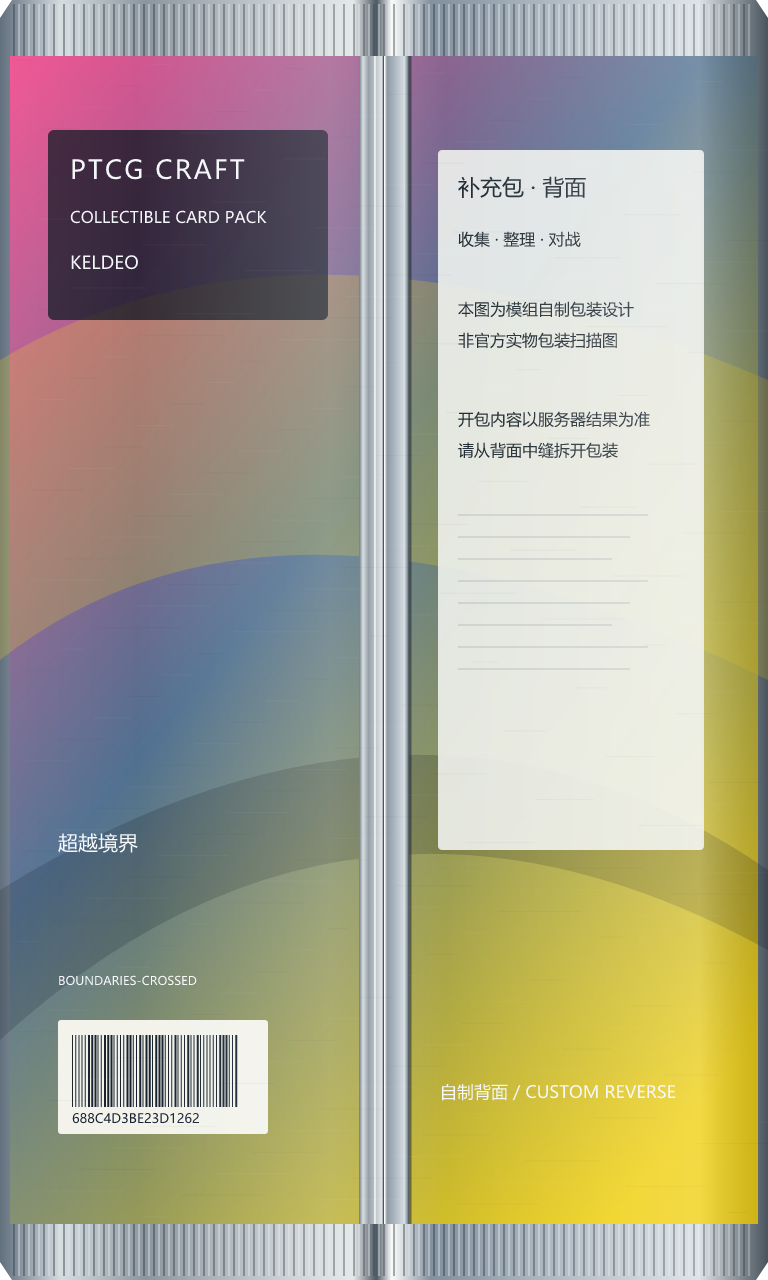 PTCG CRAFT
COLLECTIBLE CARD PACK
KELDEO
超越境界
BOUNDARIES-CROSSED
688C4D3BE23D1262
补充包 · 背面
收集 · 整理 · 对战
本图为模组自制包装设计
非官方实物包装扫描图
开包内容以服务器结果为准
请从背面中缝拆开包装
自制背面 / CUSTOM REVERSE